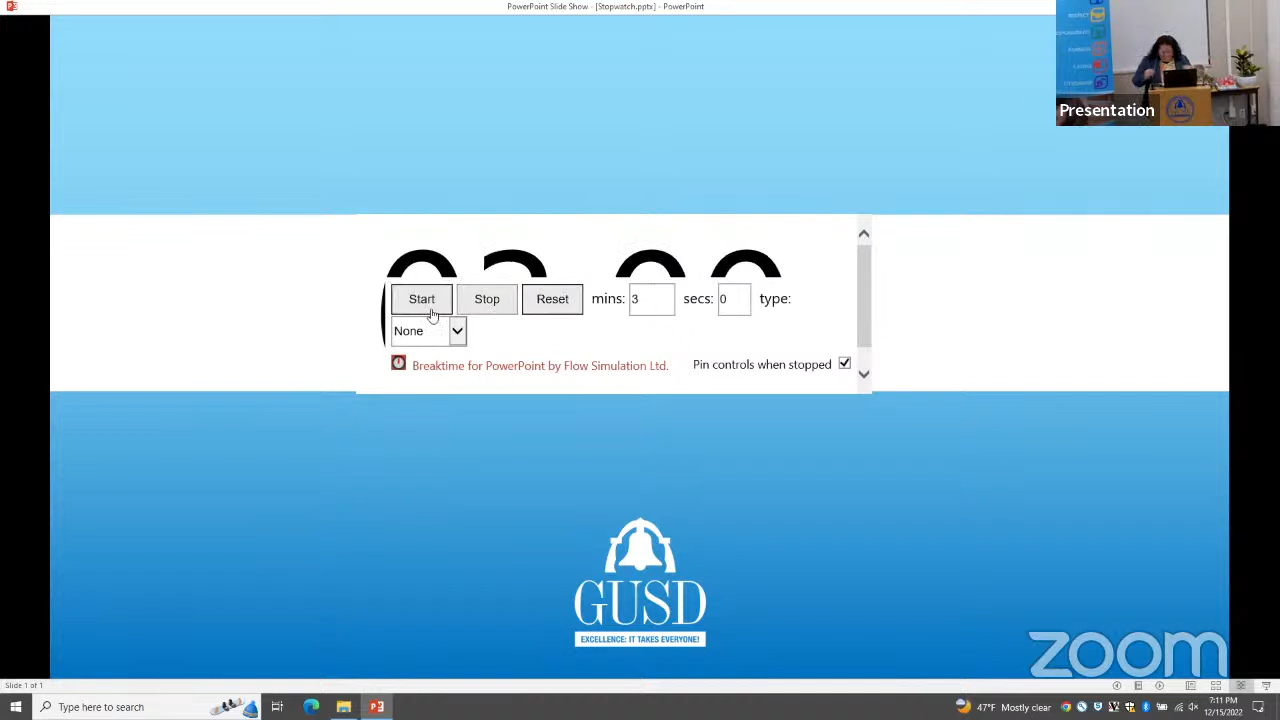 PowerPoint Slide Show - [Stopwatch.pptx] - PowerPoint
Presentation
03:00
Start Stop Reset mins: 3 secs: 0 type:
None
Breaktime for PowerPoint by Flow Simulation Ltd. Pin controls when stopped
GUSD
EXCELLENCE: IT TAKES EVERYONE!
zoom
Slide 1 of 1
Type here to search
47°F Mostly clear
7:11 PM
12/15/2022